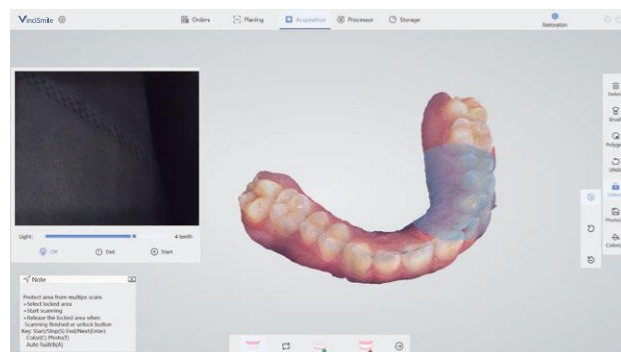 VinciSmile
Orders
Planing
Acquisition
Processor
Storage
Restoration
Light:
4 teeth
Off
End
Start
Note
Protect area from multipe scans
•Select locked area
•Start scanning
•Release the locked area when
Scanning finished or unlock button
Key: Start/Stop(S) End/Next(Enter)
Color(C) Photo(F)
Auto Switch(A)
Delete
Brush
Polygon
Undo
Photos